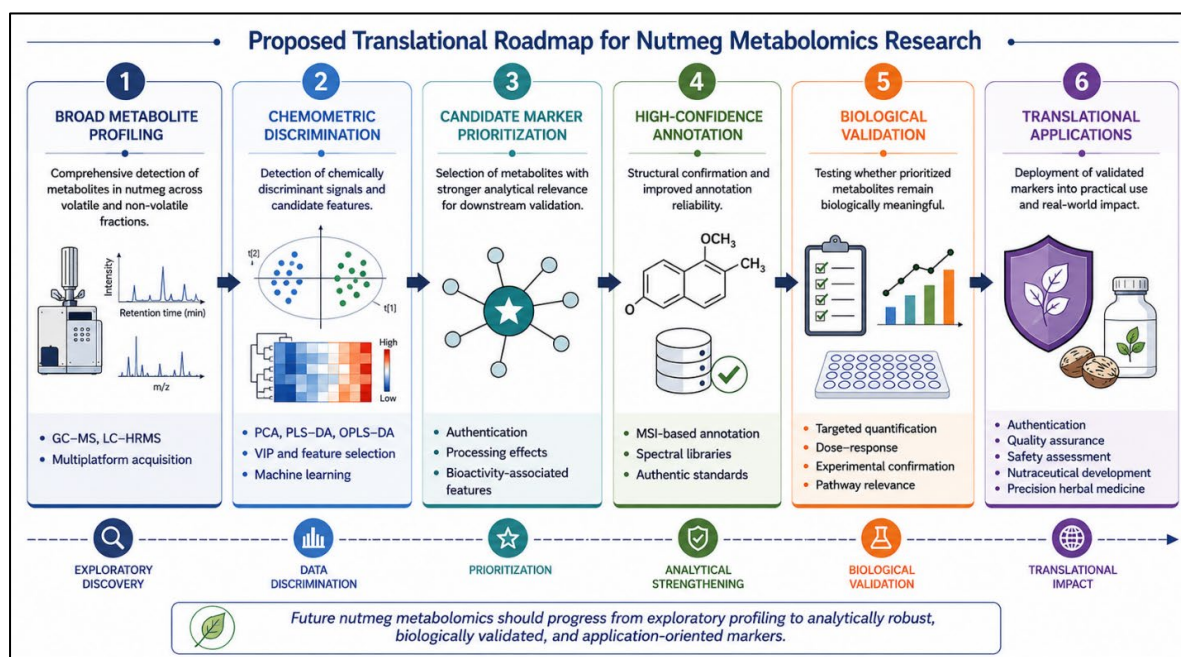 Proposed Translational Roadmap for Nutmeg Metabolomics Research
1
BROAD METABOLITE
PROFILING
Comprehensive detection of
metabolites in nutmeg across
volatile and non-volatile
fractions.
Intensity
Retention time (min)
m/z
• GC–MS, LC–HRMS
• Multiplatform acquisition
2
CHEMOMETRIC
DISCRIMINATION
Detection of chemically
discriminant signals and
candidate features.
t[2]
t[1]
High
Low
• PCA, PLS–DA, OPLS–DA
• VIP and feature selection
• Machine learning
3
CANDIDATE MARKER
PRIORITIZATION
Selection of metabolites with
stronger analytical relevance
for downstream validation.
• Authentication
• Processing effects
• Bioactivity-associated
features
4
HIGH-CONFIDENCE
ANNOTATION
Structural confirmation and
improved annotation
reliability.
OCH3
CH3
O
• MSI-based annotation
• Spectral libraries
• Authentic standards
5
BIOLOGICAL
VALIDATION
Testing whether prioritized
metabolites remain
biologically meaningful.
• Targeted quantification
• Dose–response
• Experimental confirmation
• Pathway relevance
6
TRANSLATIONAL
APPLICATIONS
Deployment of validated
markers into practical use
and real-world impact.
• Authentication
• Quality assurance
• Safety assessment
• Nutraceutical development
• Precision herbal medicine
EXPLORATORY
DISCOVERY
DATA
DISCRIMINATION
PRIORITIZATION
ANALYTICAL
STRENGTHENING
BIOLOGICAL
VALIDATION
TRANSLATIONAL
IMPACT
Future nutmeg metabolomics should progress from exploratory profiling to analytically robust,
biologically validated, and application-oriented markers.